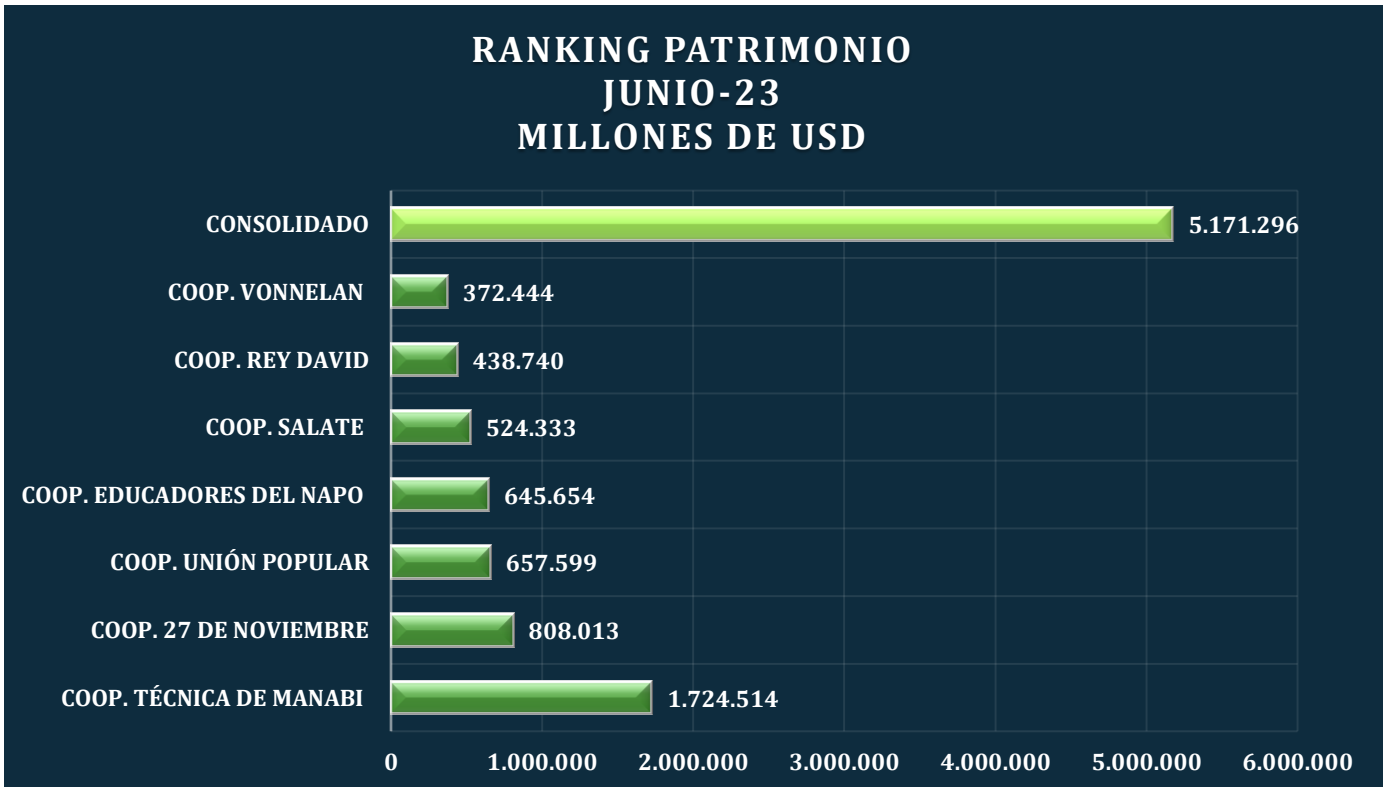 RANKING PATRIMONIO
JUNIO-23
MILLONES DE USD
CONSOLIDADO 5.171.296
COOP. VONNELAN 372.444
COOP. REY DAVID 438.740
COOP. SALATE 524.333
COOP. EDUCADORES DEL NAPO 645.654
COOP. UNIÓN POPULAR 657.599
COOP. 27 DE NOVIEMBRE 808.013
COOP. TÉCNICA DE MANABI 1.724.514
0 1.000.000 2.000.000 3.000.000 4.000.000 5.000.000 6.000.000